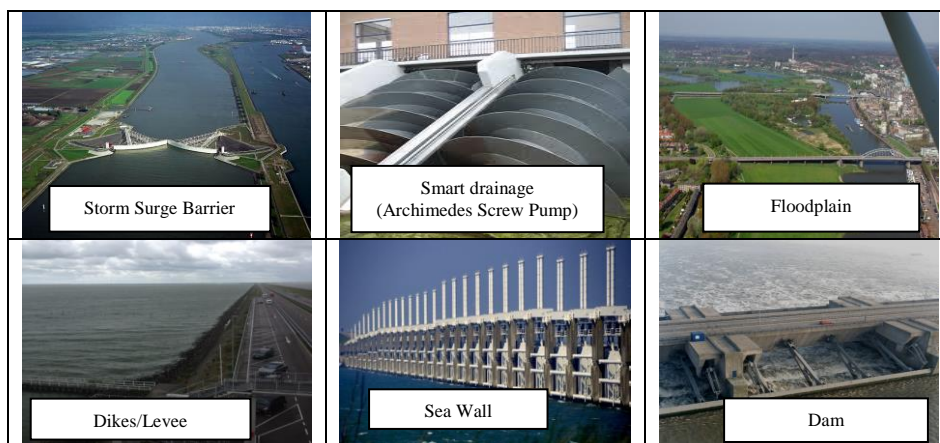 Storm Surge Barrier
Smart drainage
(Archimedes Screw Pump)
Floodplain
Dikes/Levee
Sea Wall
Dam